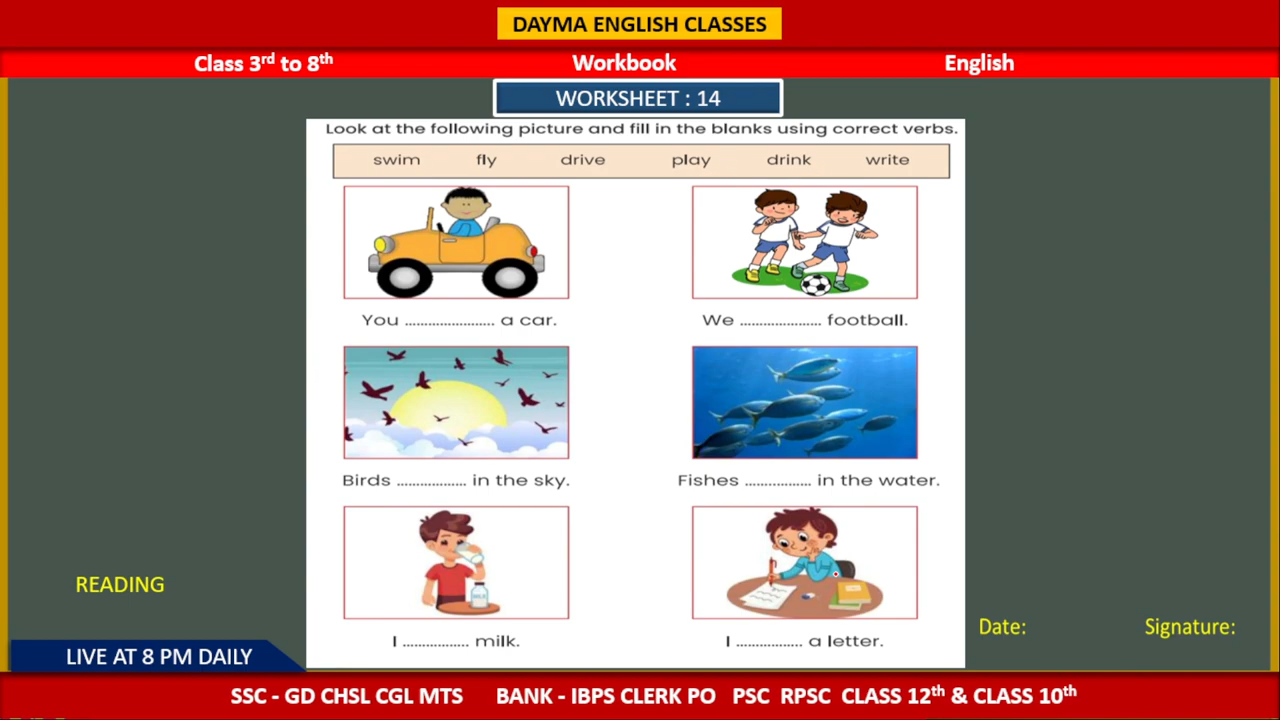 DAYMA ENGLISH CLASSES
Class 3rd to 8th Workbook English
WORKSHEET : 14
Look at the following picture and fill in the blanks using correct verbs.
swim fly drive play drink write
You ...................... a car.
We .................... football.
Birds ................. in the sky.
Fishes ................ in the water.
MILK
I ................ milk.
I ................ a letter.
READING
Date: Signature:
LIVE AT 8 PM DAILY
SSC - GD CHSL CGL MTS BANK - IBPS CLERK PO PSC RPSC CLASS 12th & CLASS 10th